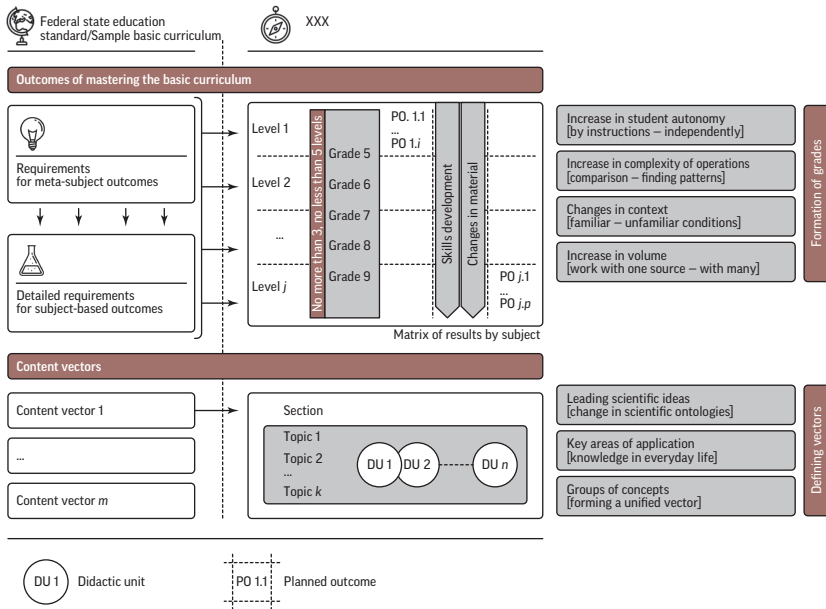 Federal state education
standard/Sample basic curriculum
XXX
Outcomes of mastering the basic curriculum
Requirements
for meta-subject outcomes
Detailed requirements
for subject-based outcomes
Level 1
Level 2
...
Level j
No more than 3, no less than 5 levels
Grade 5
Grade 6
Grade 7
Grade 8
Grade 9
PO. 1.1
...
PO 1.i
Skills development
Changes in material
PO j.1
...
PO j.p
Matrix of results by subject
Increase in student autonomy
[by instructions – independently]
Increase in complexity of operations
[comparison – finding patterns]
Changes in context
[familiar – unfamiliar conditions]
Increase in volume
[work with one source – with many]
Formation of grades
Content vectors
Content vector 1
...
Content vector m
Section
Topic 1
Topic 2
...
Topic k
DU 1
DU 2
DU n
Leading scientific ideas
[change in scientific ontologies]
Key areas of application
[knowledge in everyday life]
Groups of concepts
[forming a unified vector]
Defining vectors
DU 1
Didactic unit
PO 1.1
Planned outcome